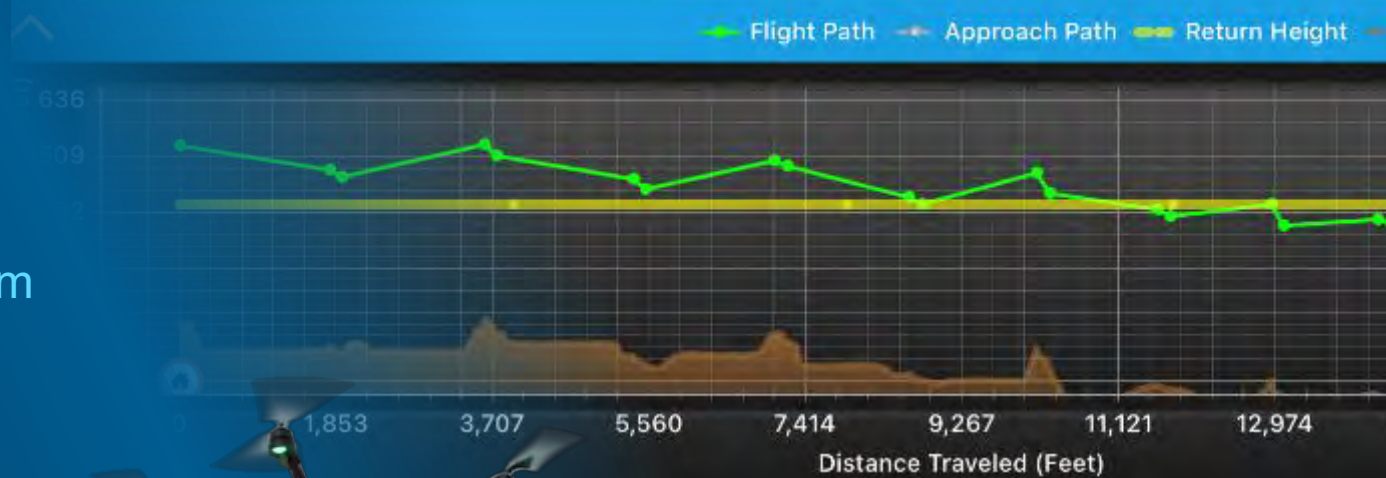 Flight Path Approach Path Return Height
636
509
m
0 1,853 3,707 5,560 7,414 9,267 11,121 12,974
Distance Traveled (Feet)